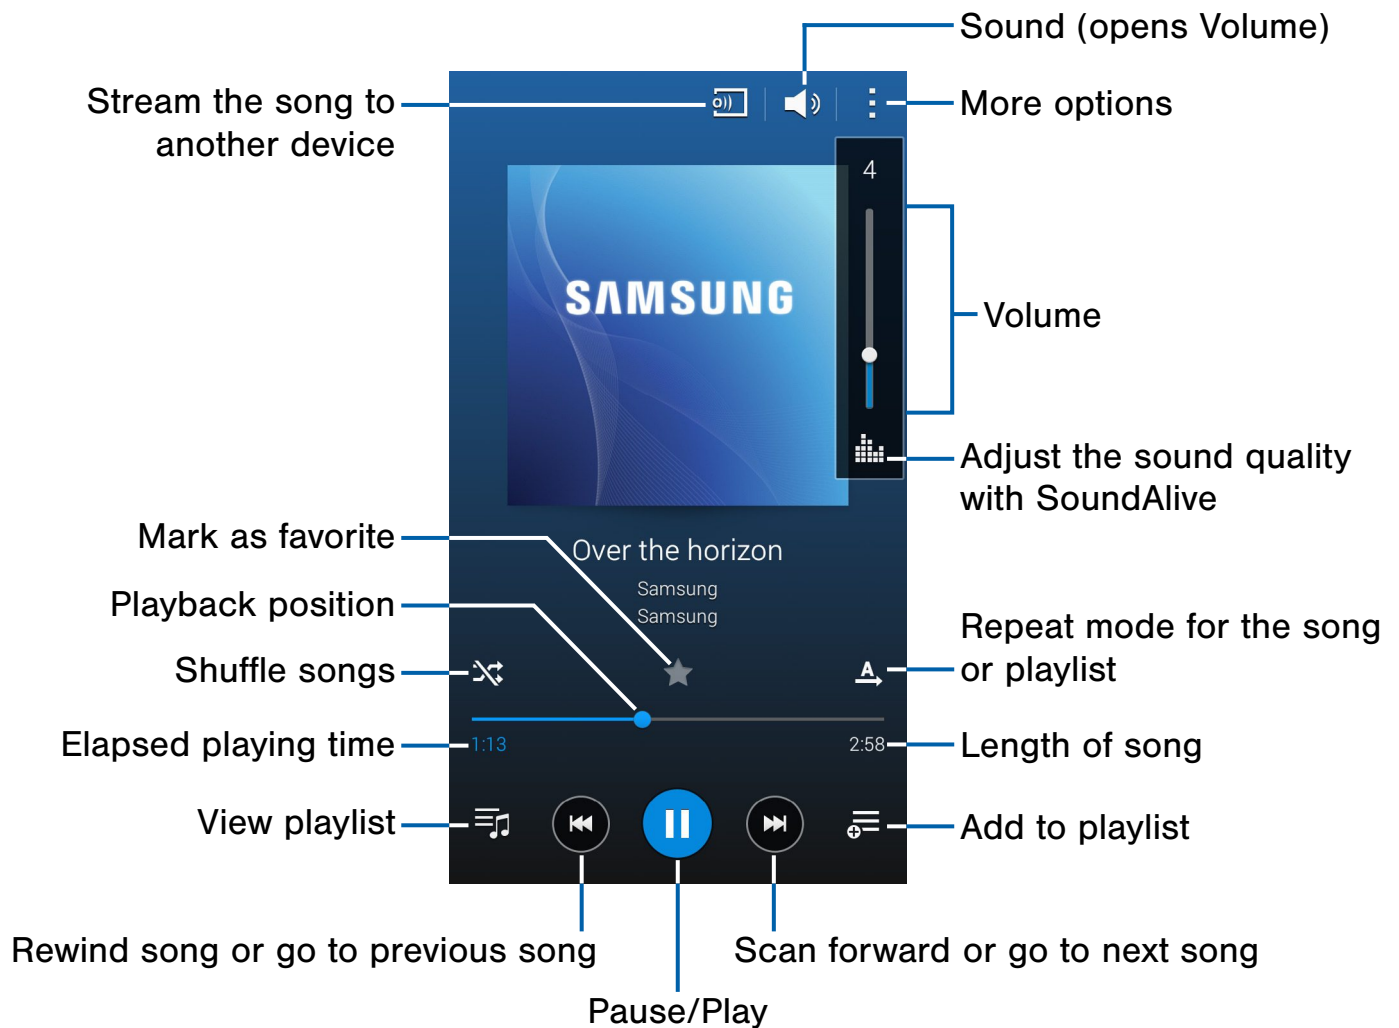 Sound (opens Volume)
Stream the song to
another device
More options
4
SAMSUNG
Volume
Adjust the sound quality
with SoundAlive
Mark as favorite
Over the horizon
Playback position
Samsung
Samsung
Repeat mode for the song
or playlist
Shuffle songs
A
Elapsed playing time
1:13
2:58
Length of song
View playlist
Add to playlist
Rewind song or go to previous song
Scan forward or go to next song
Pause/Play